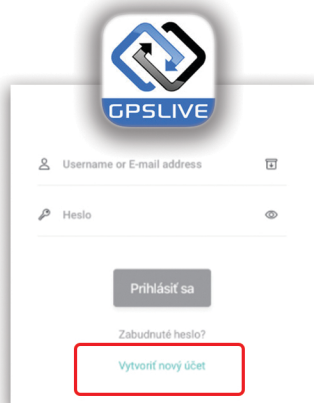 GPSLIVE
Username or E-mail address
Heslo
Prihlásiť sa
Zabudnuté heslo?
Vytvoriť nový účet